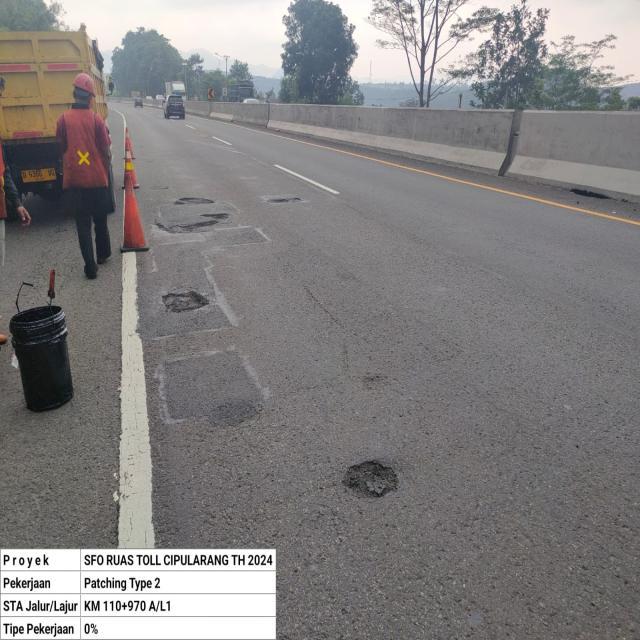 P r o y e k SFO RUAS TOLL CIPULARANG TH 2024
Pekerjaan Patching Type 2
STA Jalur/Lajur KM 110+970 A/L1
Tipe Pekerjaan 0%